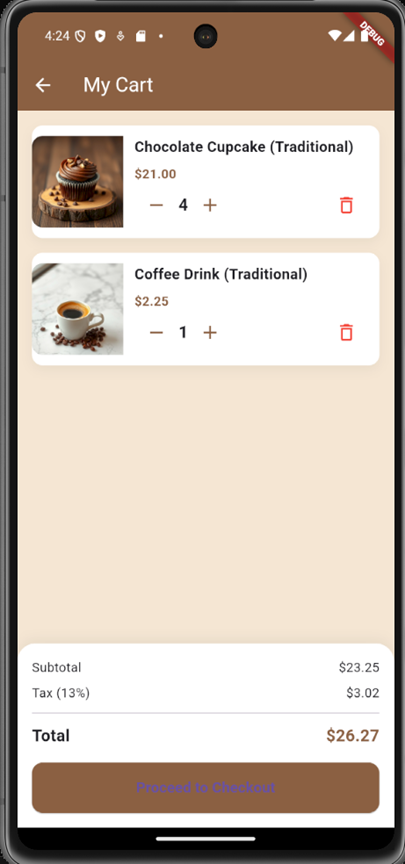 4:24
DEBUG
My Cart
Chocolate Cupcake (Traditional)
$21.00
4
Coffee Drink (Traditional)
$2.25
1
Subtotal $23.25
Tax (13%) $3.02
Total $26.27
Proceed to Checkout